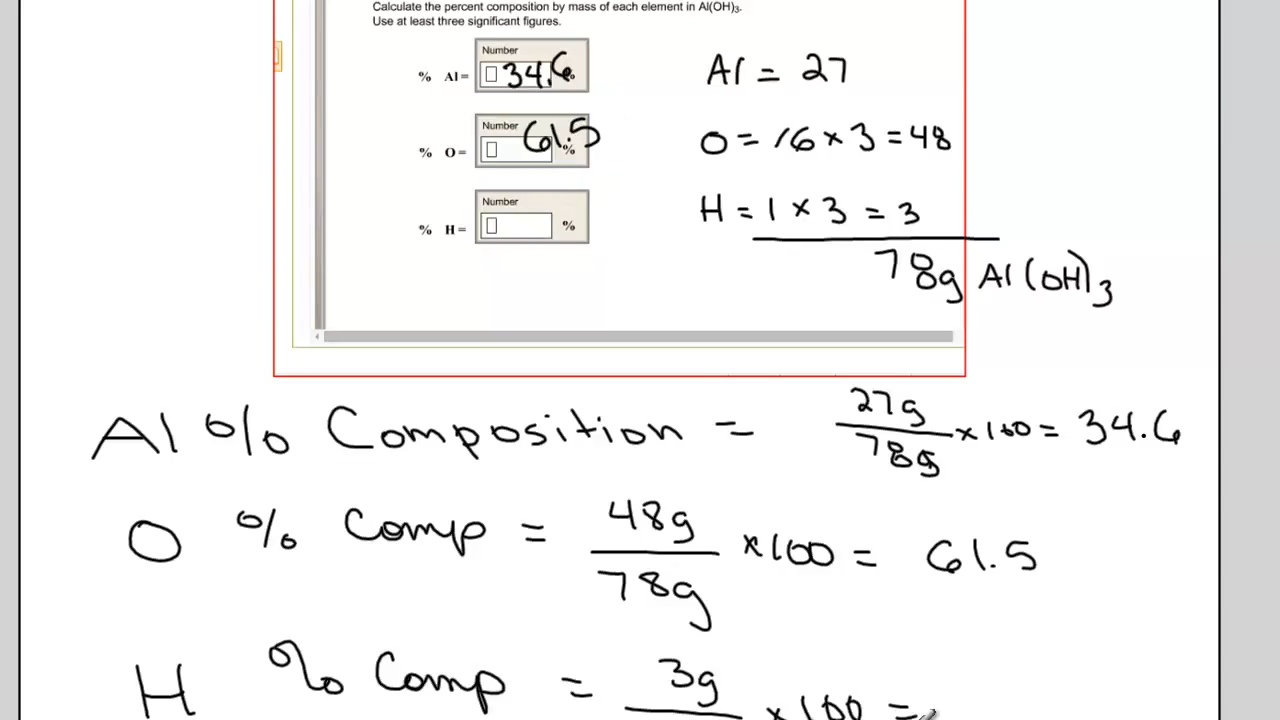 Calculate the percent composition by mass of each element in Al(OH)₃.
Use at least three significant figures.
Number
% Al = 34.6 %
Al = 27
Number
% O = 61.5 %
O = 16 × 3 = 48
Number
% H = %
H = 1 × 3 = 3
78g Al(OH)₃
Al % Composition = 27g / 78g × 100 = 34.6
O % Comp = 48g / 78g × 100 = 61.5
H % Comp = 3g × 100 =